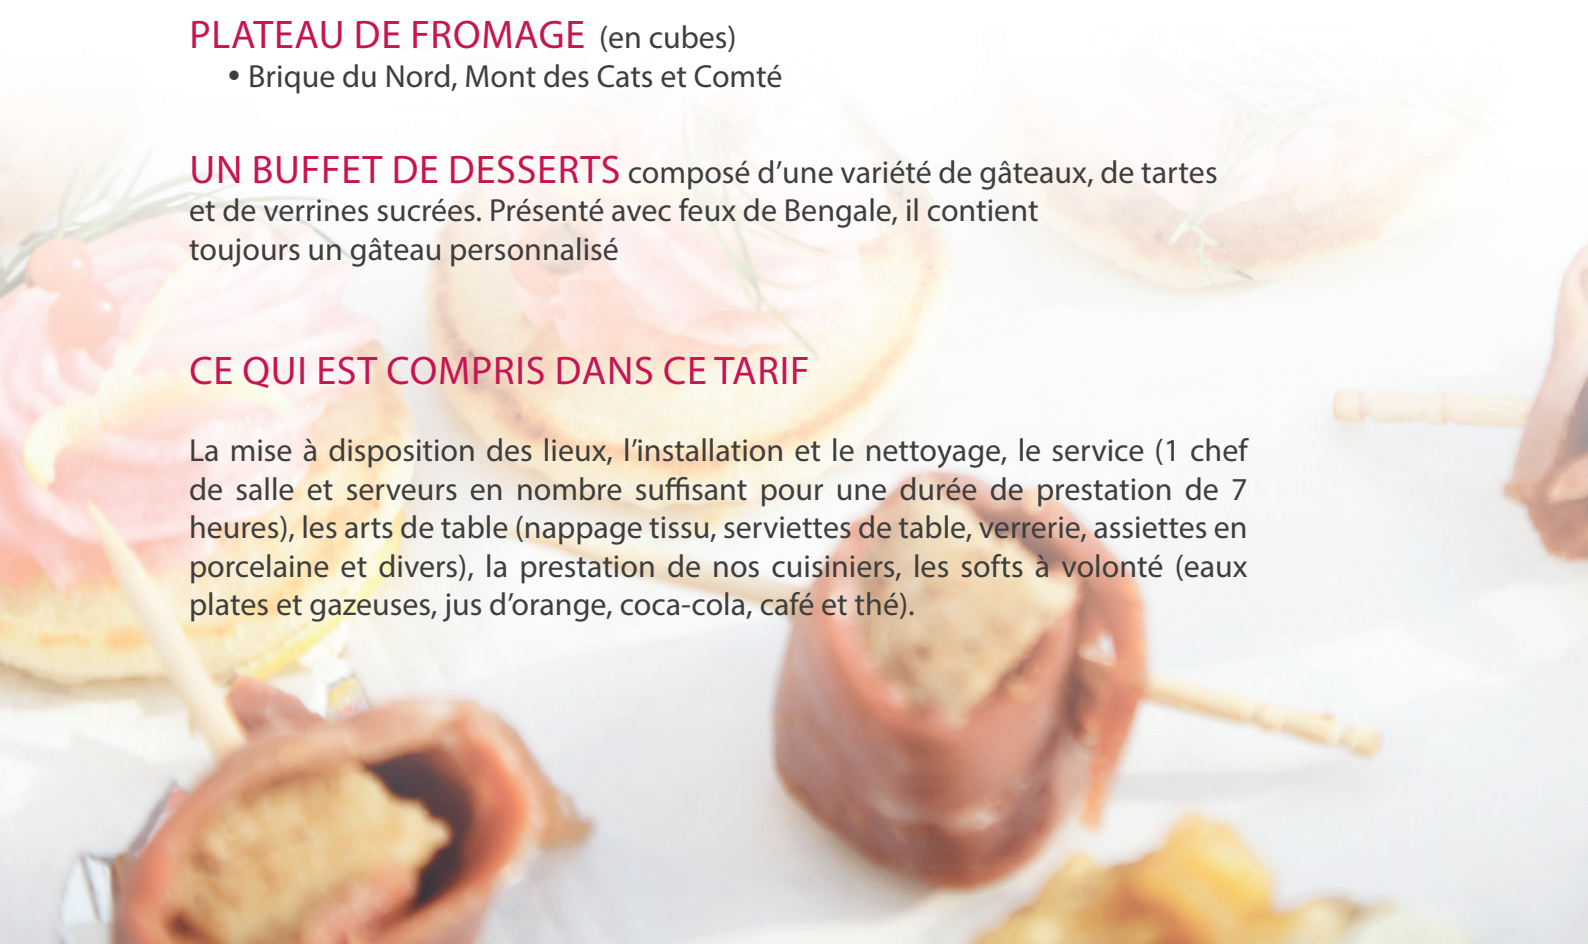 PLATEAU DE FROMAGE (en cubes)
• Brique du Nord, Mont des Cats et Comté
UN BUFFET DE DESSERTS composé d’une variété de gâteaux, de tartes
et de verrines sucrées. Présenté avec feux de Bengale, il contient
toujours un gâteau personnalisé
CE QUI EST COMPRIS DANS CE TARIF
La mise à disposition des lieux, l’installation et le nettoyage, le service (1 chef
de salle et serveurs en nombre suffisant pour une durée de prestation de 7
heures), les arts de table (nappage tissu, serviettes de table, verrerie, assiettes en
porcelaine et divers), la prestation de nos cuisiniers, les softs à volonté (eaux
plates et gazeuses, jus d’orange, coca-cola, café et thé).